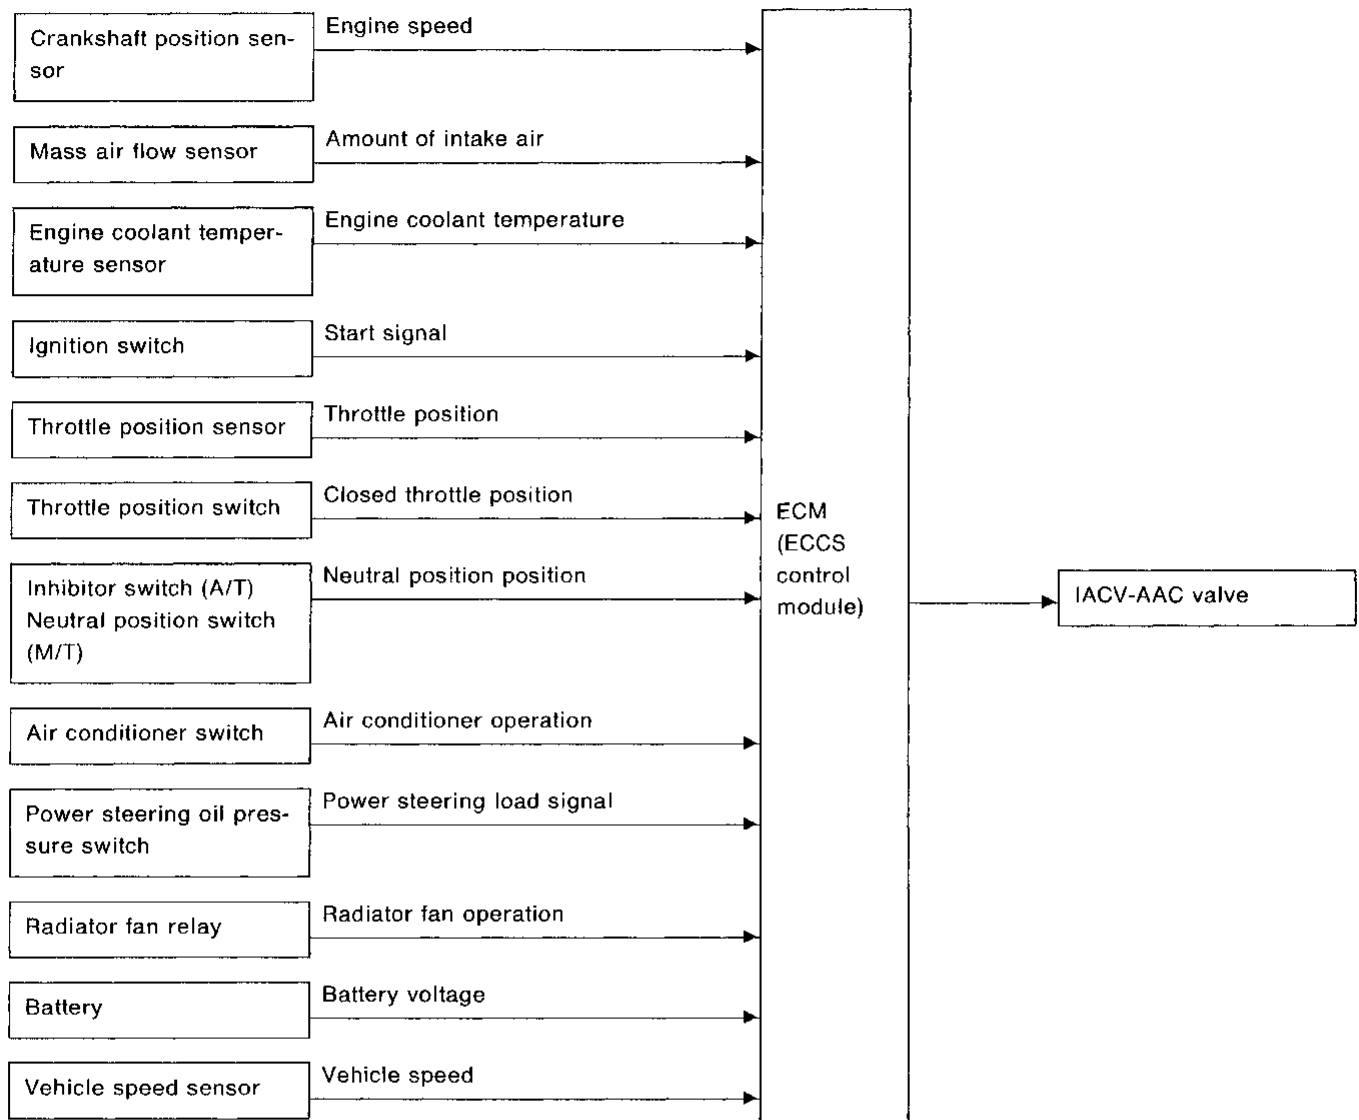 Crankshaft position sen-
sor
Engine speed
Mass air flow sensor
Amount of intake air
Engine coolant temper-
ature sensor
Engine coolant temperature
Ignition switch
Start signal
Throttle position sensor
Throttle position
Throttle position switch
Closed throttle position
Inhibitor switch (A/T)
Neutral position switch
(M/T)
Neutral position position
Air conditioner switch
Air conditioner operation
Power steering oil pres-
sure switch
Power steering load signal
Radiator fan relay
Radiator fan operation
Battery
Battery voltage
Vehicle speed sensor
Vehicle speed
ECM
(ECCS
control
module)
IACV-AAC valve